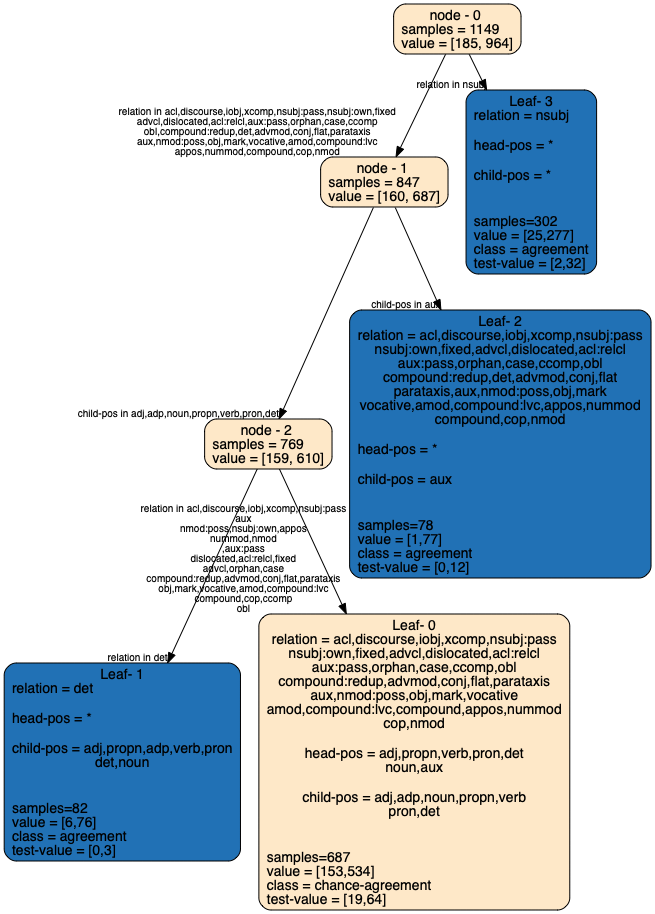 node - 0
samples = 1149
value = [185, 964]
relation in nsubj
Leaf- 3
relation = nsubj
head-pos = *
child-pos = *
samples=302
value = [25,277]
class = agreement
test-value = [2,32]
relation in acl,discourse,iobj,xcomp,nsubj:pass,nsubj:own,fixed
advcl,dislocated,acl:relcl,aux:pass,orphan,case,ccomp
obl,compound:redup,det,advmod,conj,flat,parataxis
aux,nmod:poss,obj,mark,vocative,amod,compound:lvc
appos,nummod,compound,cop,nmod
node - 1
samples = 847
value = [160, 687]
child-pos in aux
Leaf- 2
relation = acl,discourse,iobj,xcomp,nsubj:pass
nsubj:own,fixed,advcl,dislocated,acl:relcl
aux:pass,orphan,case,ccomp,obl
compound:redup,det,advmod,conj,flat
parataxis,aux,nmod:poss,obj,mark
vocative,amod,compound:lvc,appos,nummod
compound,cop,nmod
head-pos = *
child-pos = aux
samples=78
value = [1,77]
class = agreement
test-value = [0,12]
child-pos in adj,adp,noun,propn,verb,pron,det
node - 2
samples = 769
value = [159, 610]
relation in acl,discourse,iobj,xcomp,nsubj:pass
aux
nmod:poss,nsubj:own,appos
nummod,nmod
,aux:pass
dislocated,acl:relcl,fixed
advcl,orphan,case
compound:redup,advmod,conj,flat,parataxis
obj,mark,vocative,amod,compound:lvc
compound,cop,ccomp
obl
relation in det
Leaf- 1
relation = det
head-pos = *
child-pos = adj,propn,adp,verb,pron
det,noun
samples=82
value = [6,76]
class = agreement
test-value = [0,3]
Leaf- 0
relation = acl,discourse,iobj,xcomp,nsubj:pass
nsubj:own,fixed,advcl,dislocated,acl:relcl
aux:pass,orphan,case,ccomp,obl
compound:redup,advmod,conj,flat,parataxis
aux,nmod:poss,obj,mark,vocative
amod,compound:lvc,compound,appos,nummod
cop,nmod
head-pos = adj,propn,verb,pron,det
noun,aux
child-pos = adj,adp,noun,propn,verb
pron,det
samples=687
value = [153,534]
class = chance-agreement
test-value = [19,64]